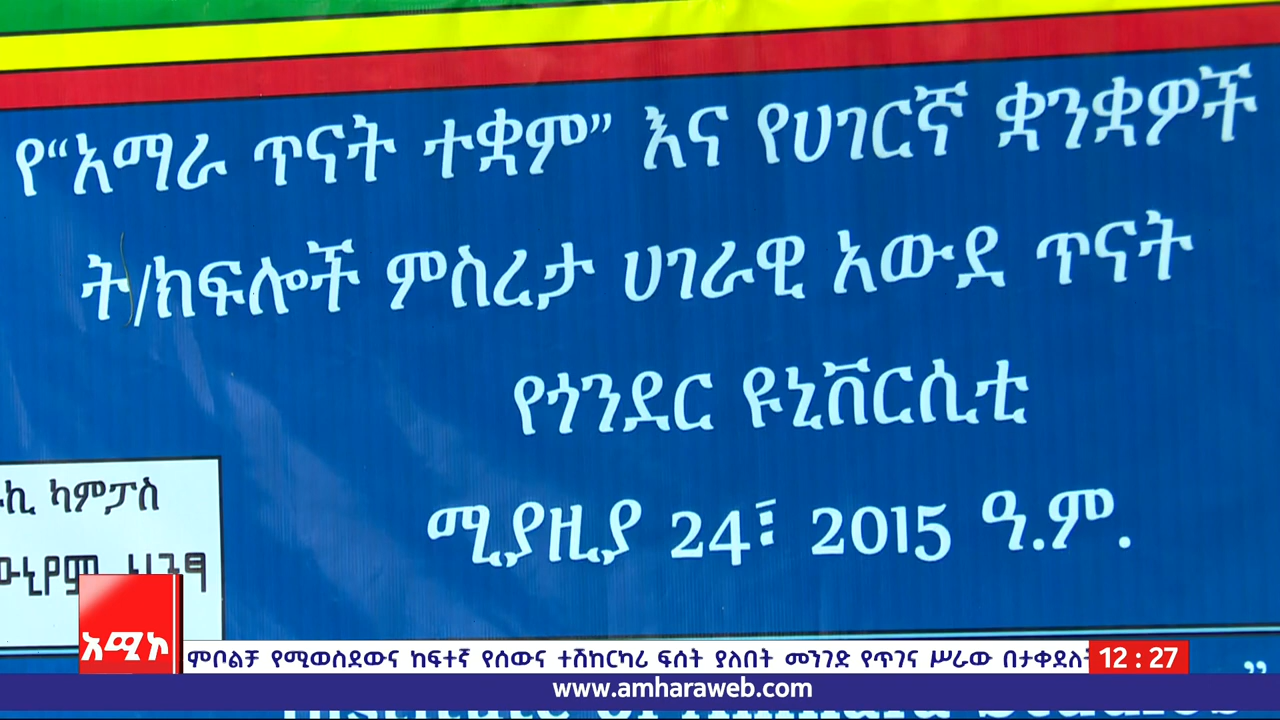 የ“አማራ ጥናት ተቋም” እና የሀገርኛ ቋንቋዎች
ት/ክፍሎች ምስረታ ሀገራዊ አውደ ጥናት
የጎንደር ዩኒቨርሲቲ
ሚያዚያ 24፣ 2015 ዓ.ም.
ካምፓስ
አሚኮ
ምቦልቻ የሚወስደውና ከፍተኛ የሰውና ተሽከርካሪ ፍሰት ያለበት መንገድ የጥገና ሥራው በታቀደለ
12 : 27
www.amharaweb.com